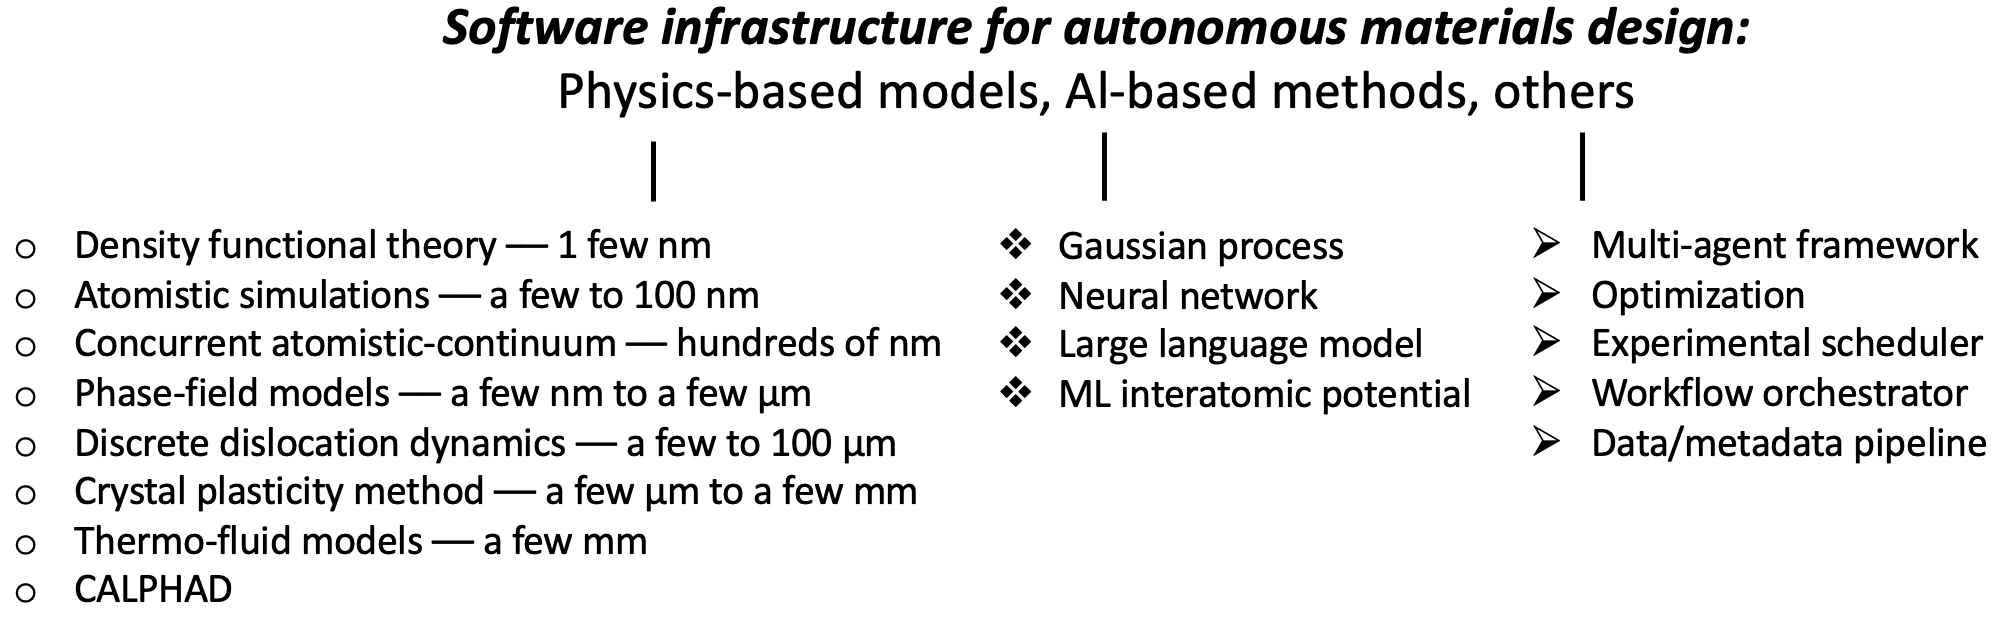 Software infrastructure for autonomous materials design:
Physics-based models, AI-based methods, others
Density functional theory — 1 few nm
Atomistic simulations — a few to 100 nm
Concurrent atomistic-continuum — hundreds of nm
Phase-field models — a few nm to a few µm
Discrete dislocation dynamics — a few to 100 µm
Crystal plasticity method — a few µm to a few mm
Thermo-fluid models — a few mm
CALPHAD
Gaussian process
Neural network
Large language model
ML interatomic potential
Multi-agent framework
Optimization
Experimental scheduler
Workflow orchestrator
Data/metadata pipeline